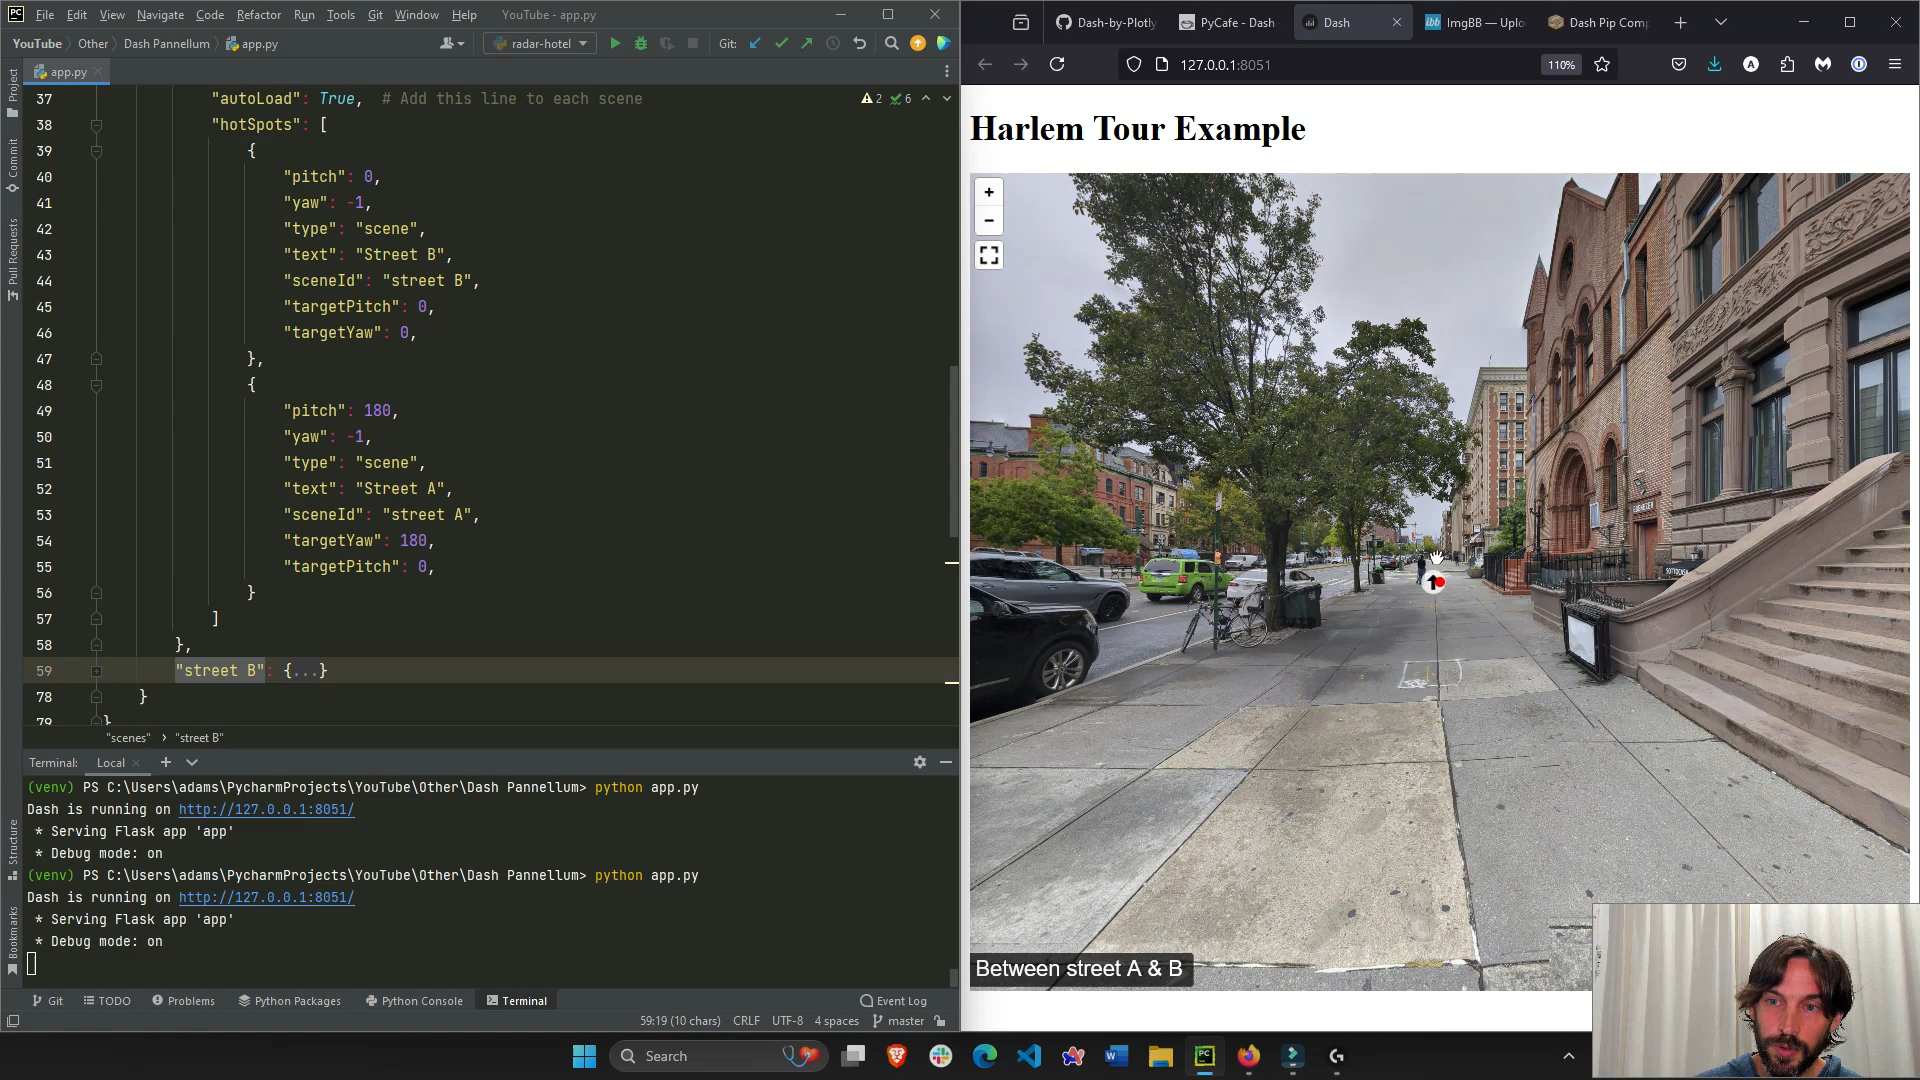 PC File Edit View Navigate Code Refactor Run Tools Git Window Help YouTube - app.py
YouTube Other Dash Pannellum app.py radar-hotel Git:
app.py
Project
Commit
Pull Requests
Structure
Bookmarks
37 "autoLoad": True, # Add this line to each scene 2 6
38 "hotSpots": [
39 {
40 "pitch": 0,
41 "yaw": -1,
42 "type": "scene",
43 "text": "Street B",
44 "sceneId": "street B",
45 "targetPitch": 0,
46 "targetYaw": 0,
47 },
48 {
49 "pitch": 180,
50 "yaw": -1,
51 "type": "scene",
52 "text": "Street A",
53 "sceneId": "street A",
54 "targetYaw": 180,
55 "targetPitch": 0,
56 }
57 ]
58 },
59 "street B": {...}
78 }
79 }
"scenes" › "street B"
Terminal: Local
(venv) PS C:\Users\adams\PycharmProjects\YouTube\Other\Dash Pannellum> python app.py
Dash is running on http://127.0.0.1:8051/
* Serving Flask app 'app'
* Debug mode: on
(venv) PS C:\Users\adams\PycharmProjects\YouTube\Other\Dash Pannellum> python app.py
Dash is running on http://127.0.0.1:8051/
* Serving Flask app 'app'
* Debug mode: on
Git TODO Problems Python Packages Python Console Terminal Event Log
59:19 (10 chars) CRLF UTF-8 4 spaces master
Dash-by-Plotly PyCafe - Dash Dash ibb ImgBB — Uplo Dash Pip Comp
127.0.0.1:8051 110%
Harlem Tour Example
+
−
Between street A & B
Search